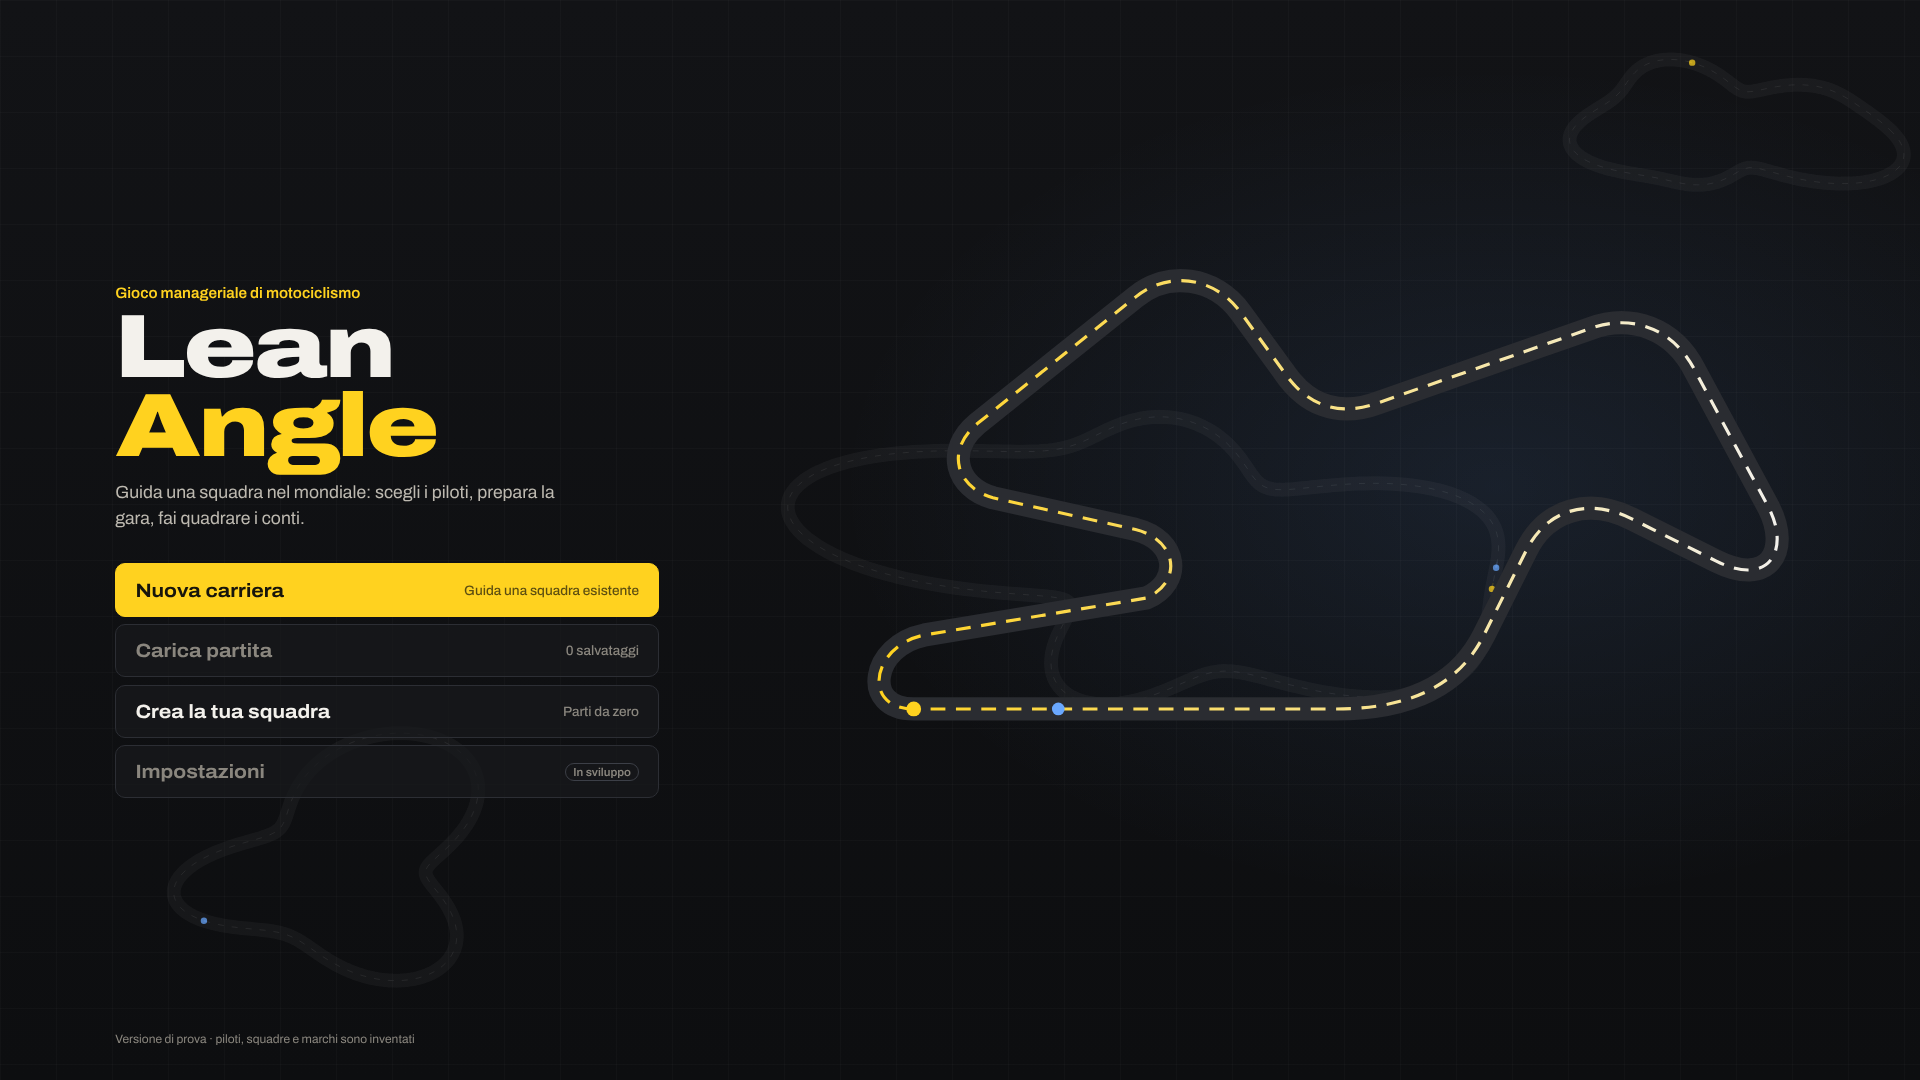 Gioco manageriale di motociclismo
Lean
Angle
Guida una squadra nel mondiale: scegli i piloti, prepara la
gara, fai quadrare i conti.
Nuova carriera Guida una squadra esistente
Carica partita 0 salvataggi
Crea la tua squadra Parti da zero
Impostazioni In sviluppo
Versione di prova · piloti, squadre e marchi sono inventati